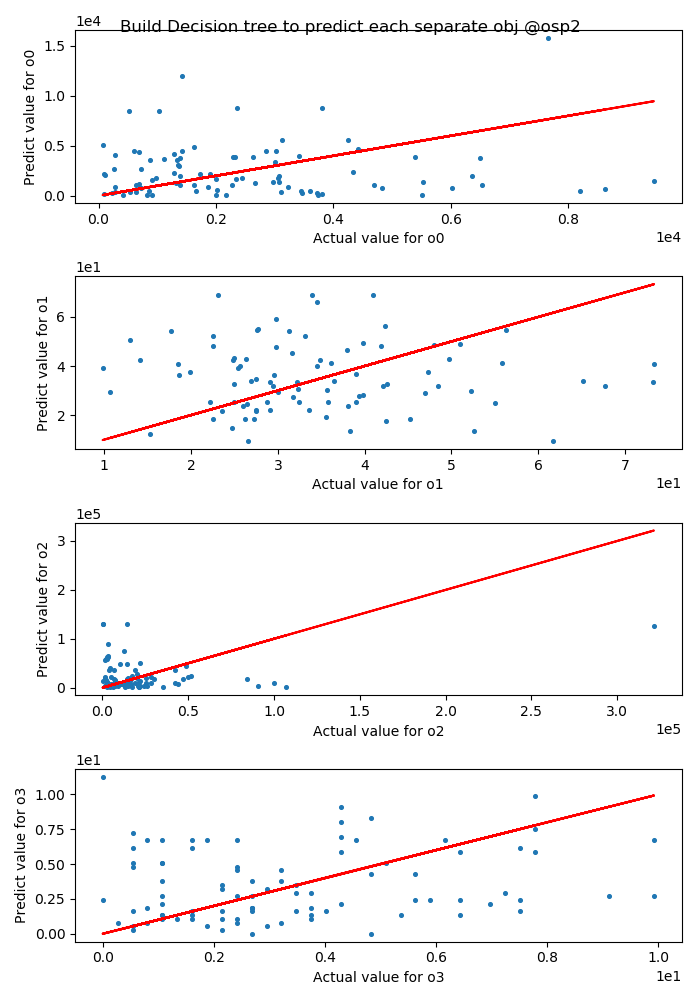 Build Decision tree to predict each separate obj @osp2
1e4
1.5
1.0
0.5
0.0
Predict value for o0
0.0 0.2 0.4 0.6 0.8
Actual value for o0
1e4
1e1
6
4
2
Predict value for o1
1 2 3 4 5 6 7
Actual value for o1
1e1
1e5
3
2
1
0
Predict value for o2
0.0 0.5 1.0 1.5 2.0 2.5 3.0
Actual value for o2
1e5
1e1
1.00
0.75
0.50
0.25
0.00
Predict value for o3
0.0 0.2 0.4 0.6 0.8 1.0
Actual value for o3
1e1